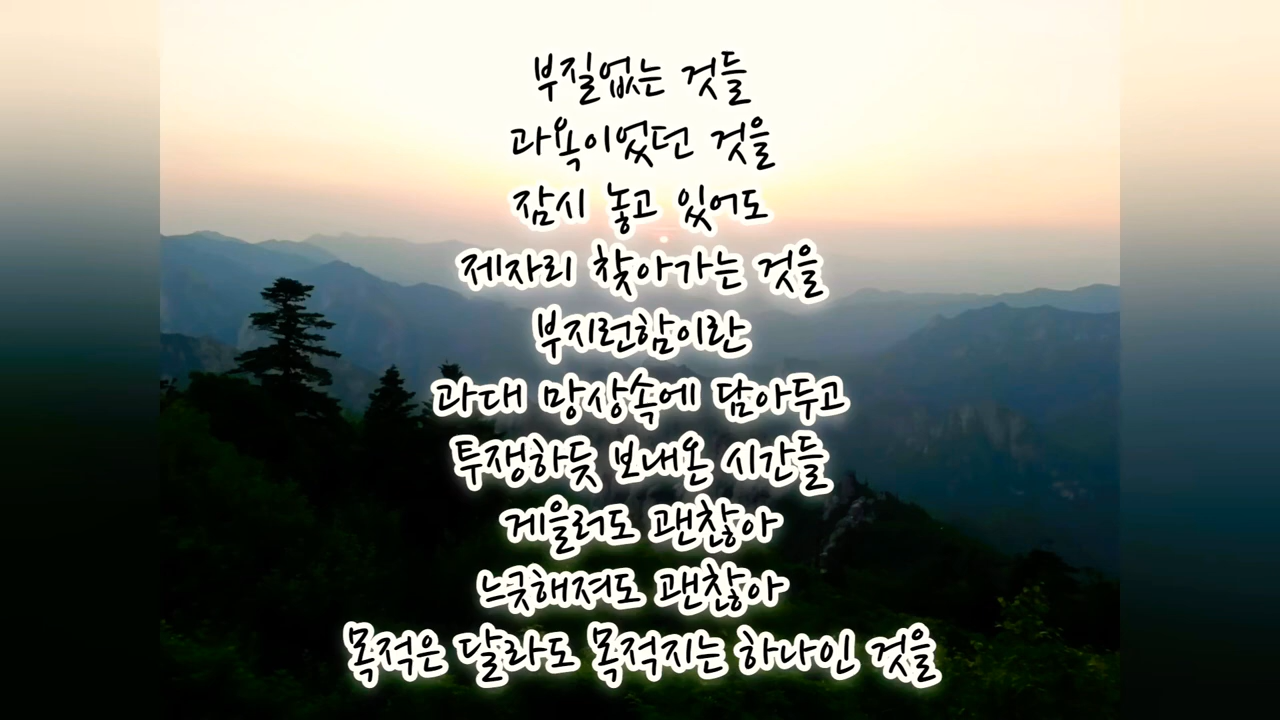 부질없는 것들
과욕이었던 것을
잠시 놓고 있어도
제자리 찾아가는 것을
부지런함이란
과대 망상속에 담아두고
투쟁하듯 보내온 시간들
게을러도 괜찮아
느긋해져도 괜찮아
목적은 달라도 목적지는 하나인 것을